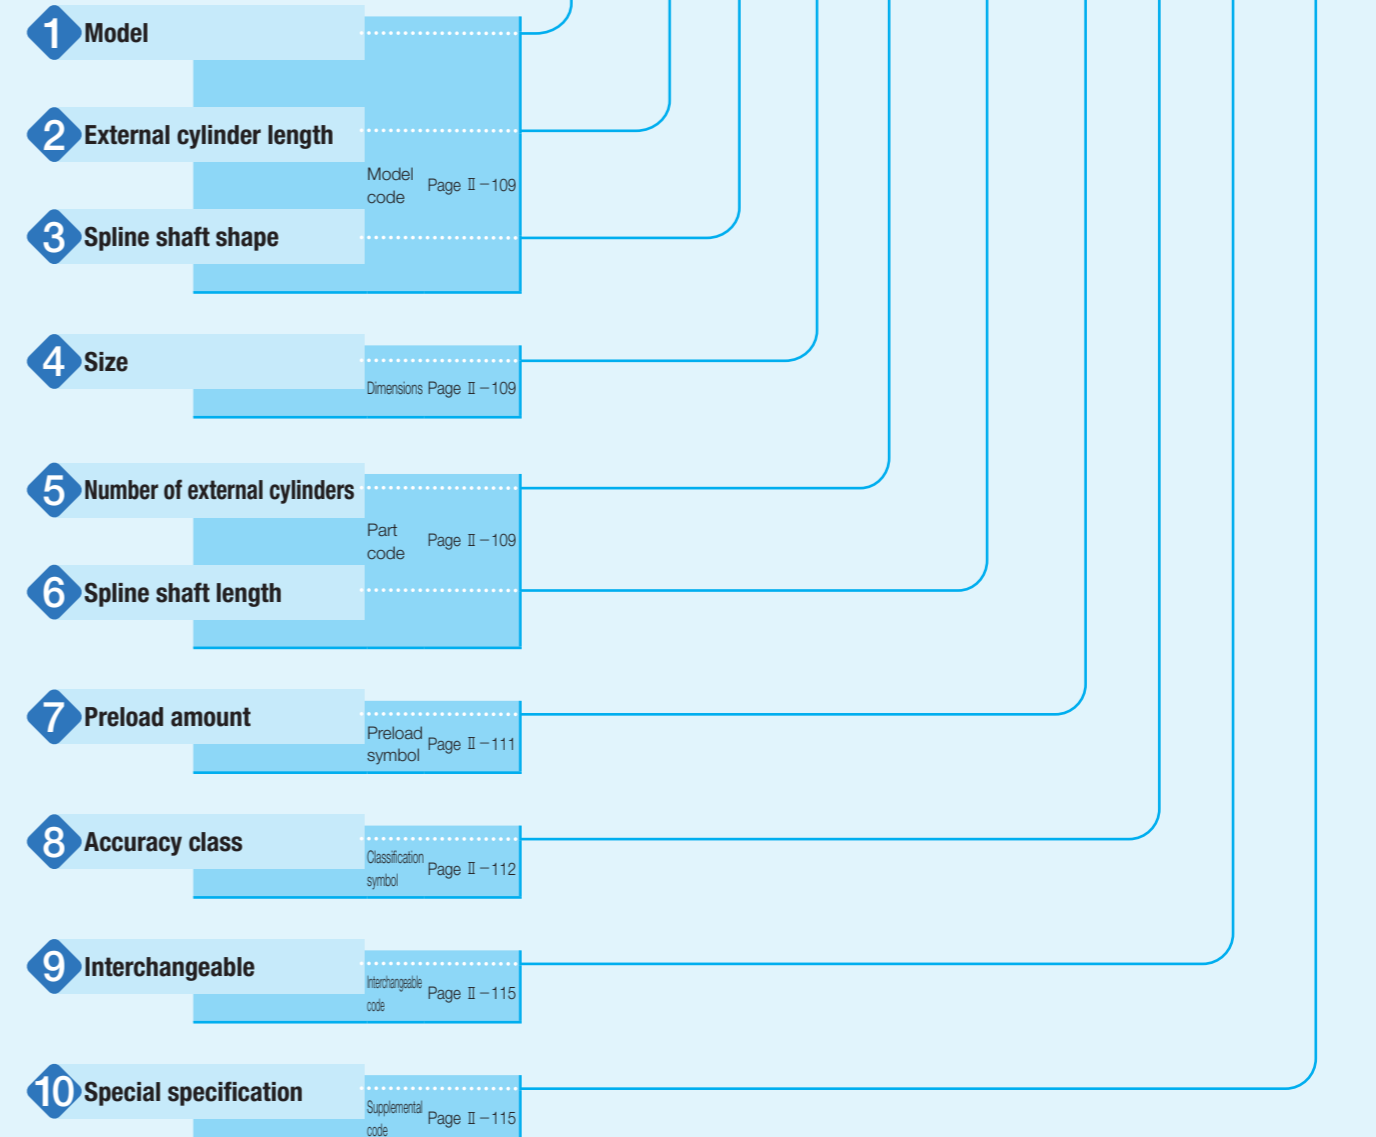 1 Model
2 External cylinder length
Model code Page Ⅱ－109
3 Spline shaft shape
4 Size
Dimensions Page Ⅱ－109
5 Number of external cylinders
Part code Page Ⅱ－109
6 Spline shaft length
7 Preload amount
Preload symbol Page Ⅱ－111
8 Accuracy class
Classification symbol Page Ⅱ－112
9 Interchangeable
Interchangeable code Page Ⅱ－115
10 Special specification
Supplemental code Page Ⅱ－115